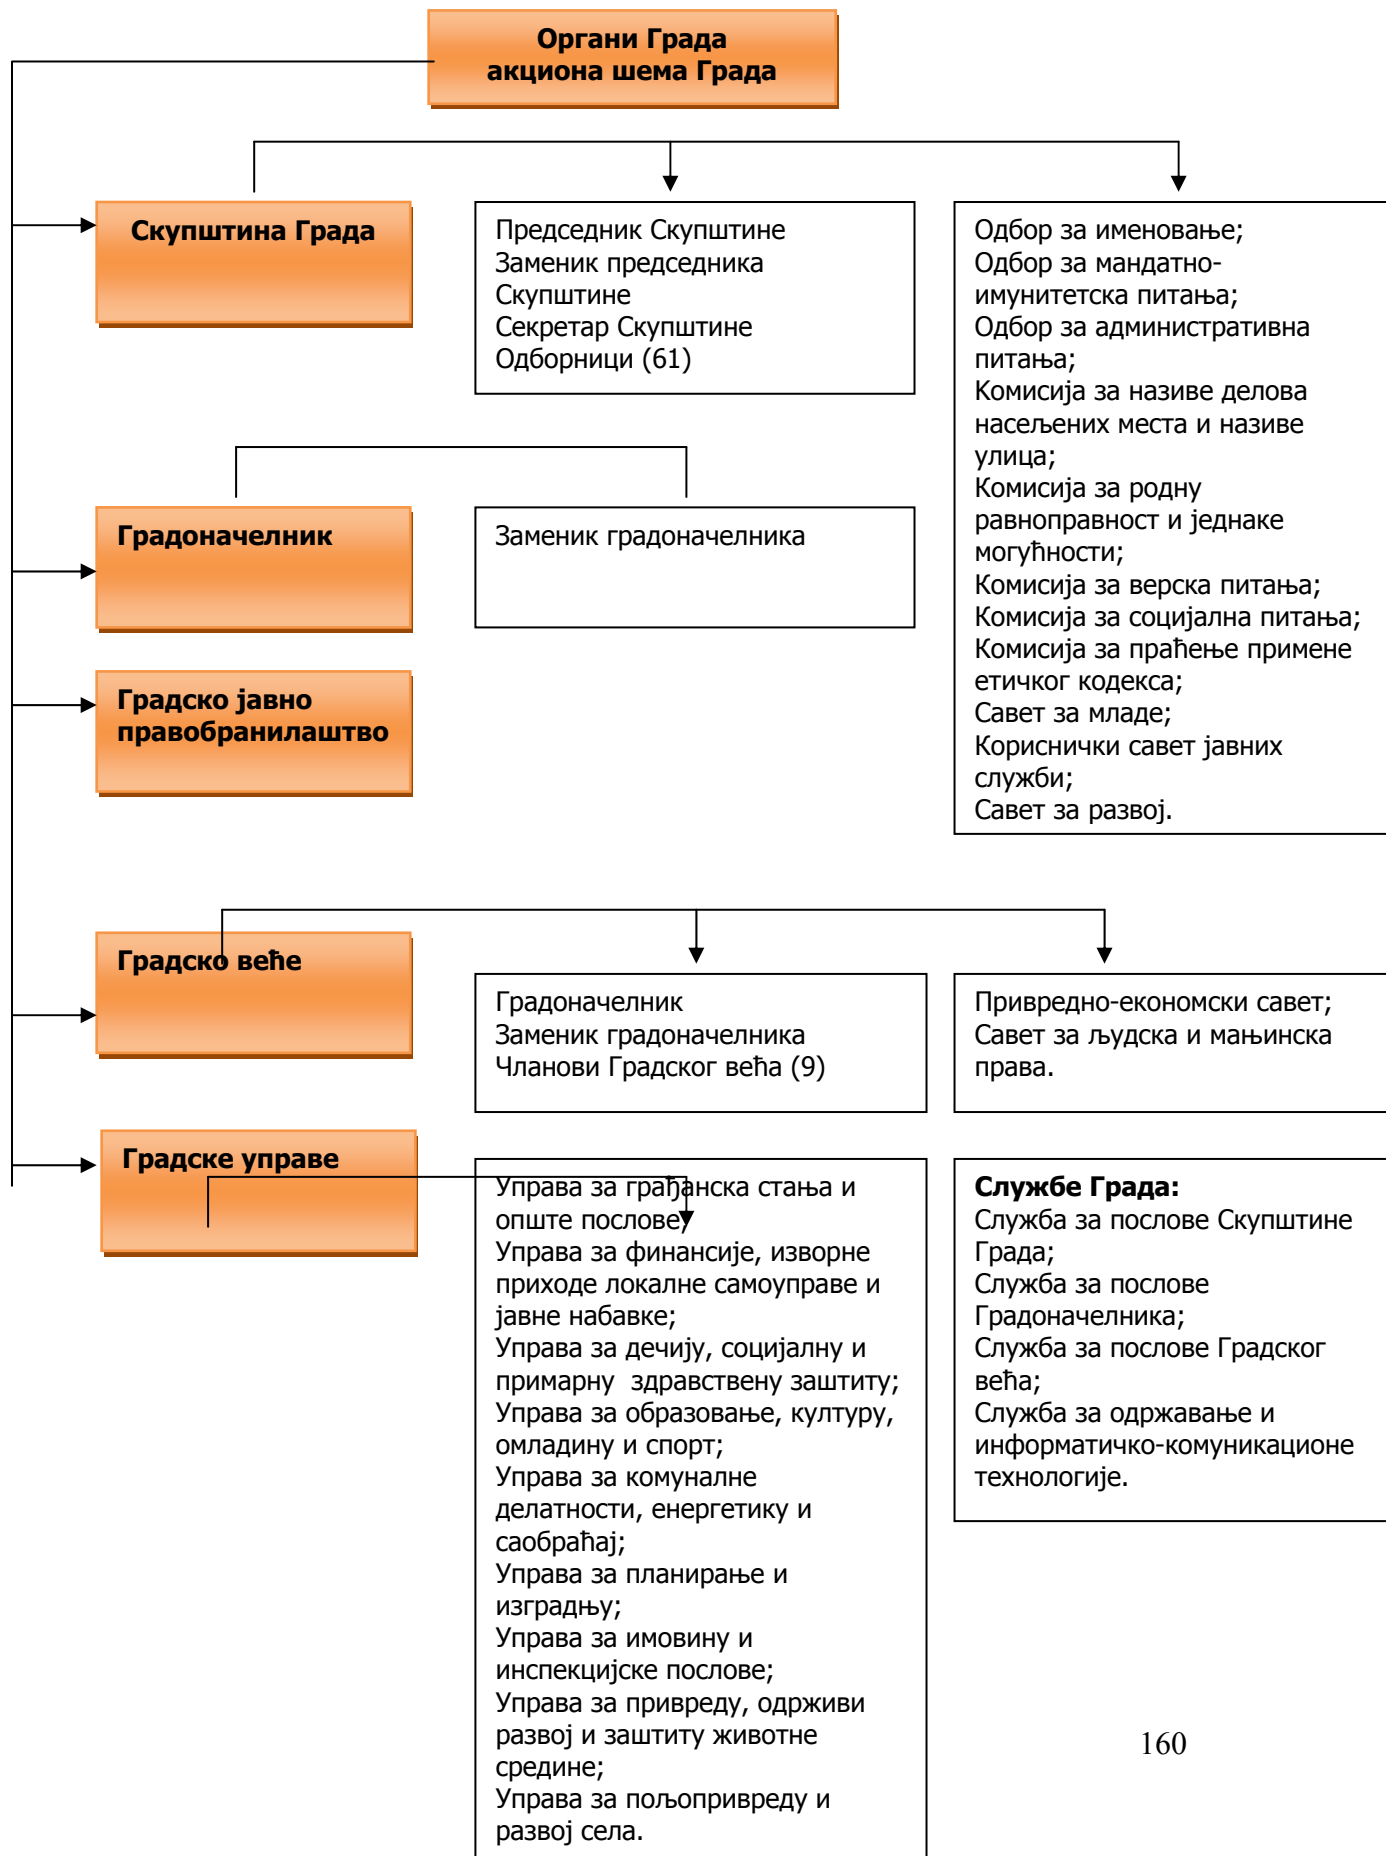 Органи Града
акциона шема Града
Скупштина Града
Председник Скупштине
Заменик председника
Скупштине
Секретар Скупштине
Одборници (61)
Одбор за именовање;
Одбор за мандатно-
имунитетска питања;
Одбор за административна
питања;
Комисија за називе делова
насељених места и називе
улица;
Комисија за родну
равноправност и једнаке
могућности;
Комисија за верска питања;
Комисија за социјална питања;
Комисија за праћење примене
етичког кодекса;
Савет за младе;
Кориснички савет јавних
служби;
Савет за развој.
Градоначелник
Заменик градоначелника
Градско јавно
правобранилаштво
Градско веће
Градоначелник
Заменик градоначелника
Чланови Градског већа (9)
Привредно-економски савет;
Савет за људска и мањинска
права.
Градске управе
Управа за грађанска стања и
опште послове;
Управа за финансије, изворне
приходе локалне самоуправе и
јавне набавке;
Управа за дечију, социјалну и
примарну  здравствену заштиту;
Управа за образовање, културу,
омладину и спорт;
Управа за комуналне
делатности, енергетику и
саобраћај;
Управа за планирање и
изградњу;
Управа за имовину и
инспекцијске послове;
Управа за привреду, одрживи
развој и заштиту животне
средине;
Управа за пољопривреду и
развој села.
Службе Града:
Служба за послове Скупштине
Града;
Служба за послове
Градоначелника;
Служба за послове Градског
већа;
Служба за одржавање и
информатичко-комуникационе
технологије.
160